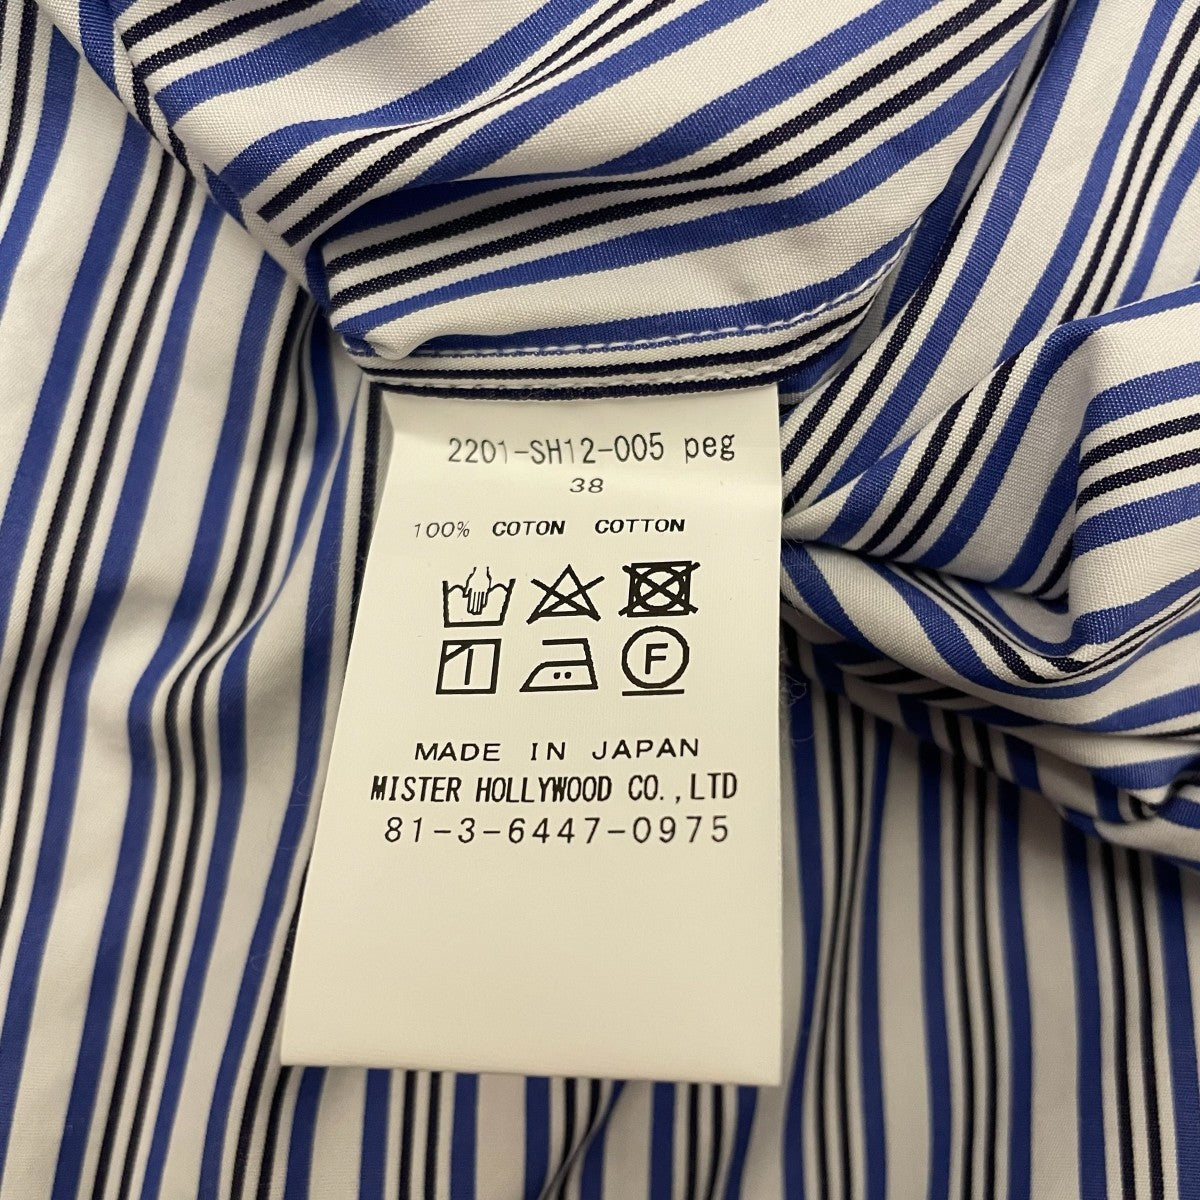 2201-SH12-005 peg
38
100% COTON COTTON
F
MADE IN JAPAN
MISTER HOLLYWOOD CO.,LTD
81-3-6447-0975